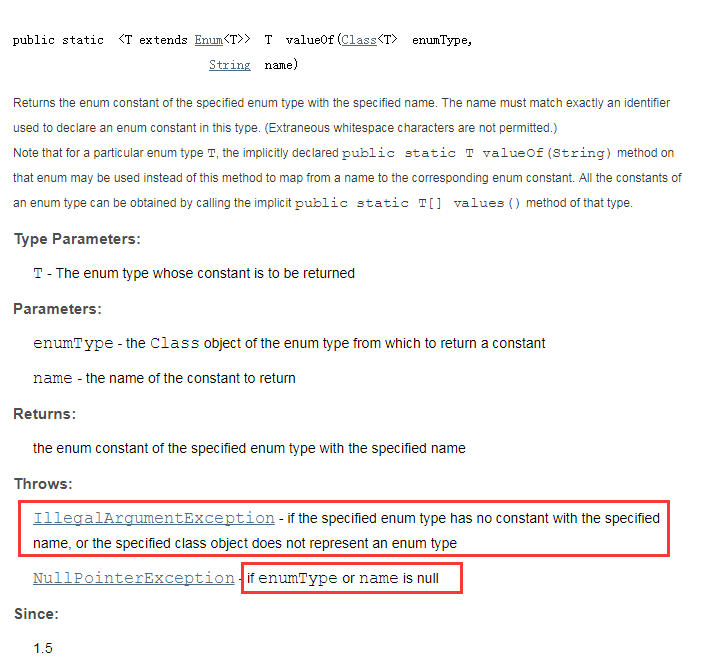 public static <T extends Enum<T>> T valueOf(Class<T> enumType,
String name)
Returns the enum constant of the specified enum type with the specified name. The name must match exactly an identifier
used to declare an enum constant in this type. (Extraneous whitespace characters are not permitted.)
Note that for a particular enum type T, the implicitly declared public static T valueOf(String) method on
that enum may be used instead of this method to map from a name to the corresponding enum constant. All the constants of
an enum type can be obtained by calling the implicit public static T[] values() method of that type.
Type Parameters:
T - The enum type whose constant is to be returned
Parameters:
enumType - the Class object of the enum type from which to return a constant
name - the name of the constant to return
Returns:
the enum constant of the specified enum type with the specified name
Throws:
IllegalArgumentException - if the specified enum type has no constant with the specified
name, or the specified class object does not represent an enum type
NullPointerException - if enumType or name is null
Since:
1.5